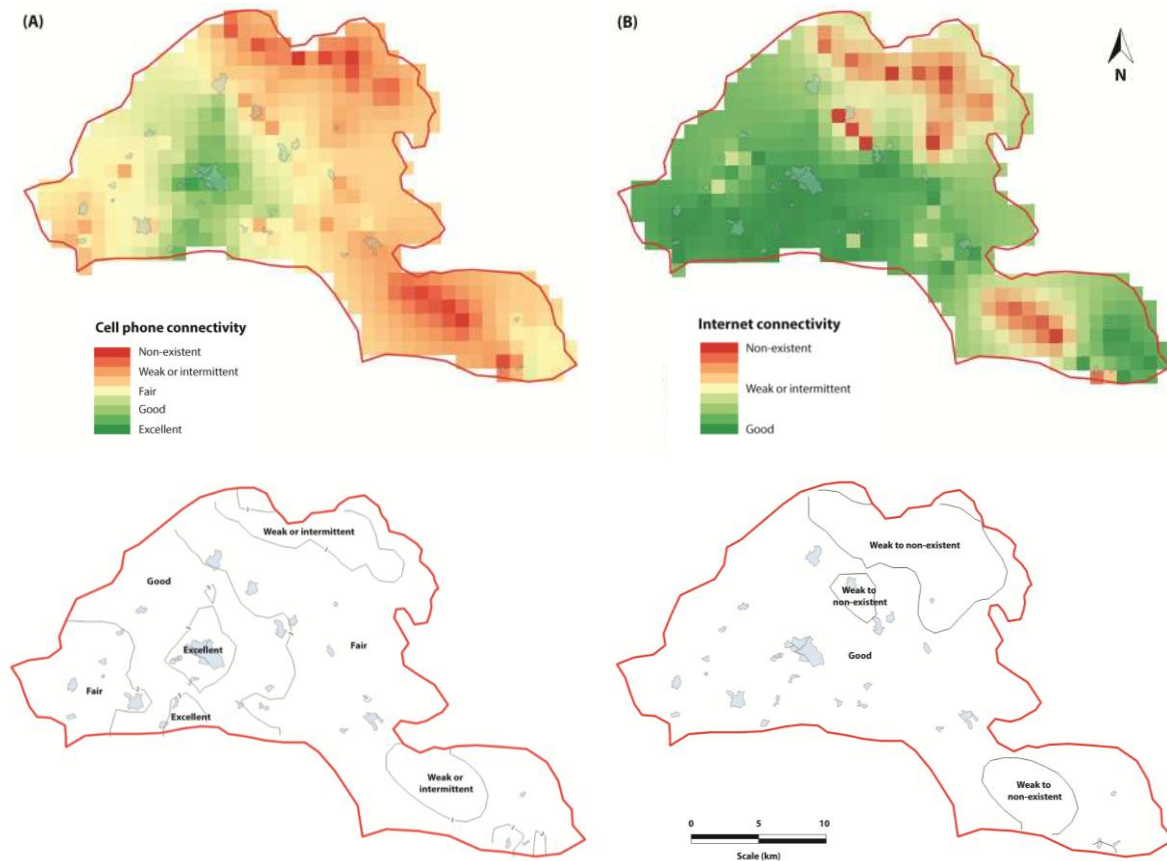 (A)
Cell phone connectivity
Non-existent
Weak or intermittent
Fair
Good
Excellent
(B)
N
Internet connectivity
Non-existent
Weak or intermittent
Good
Weak or intermittent
Good
Excellent
Fair
Fair
Excellent
Weak or
intermittent
Weak to non-existent
Weak to
non-existent
Good
Weak to
non-existent
0 5 10
Scale (km)